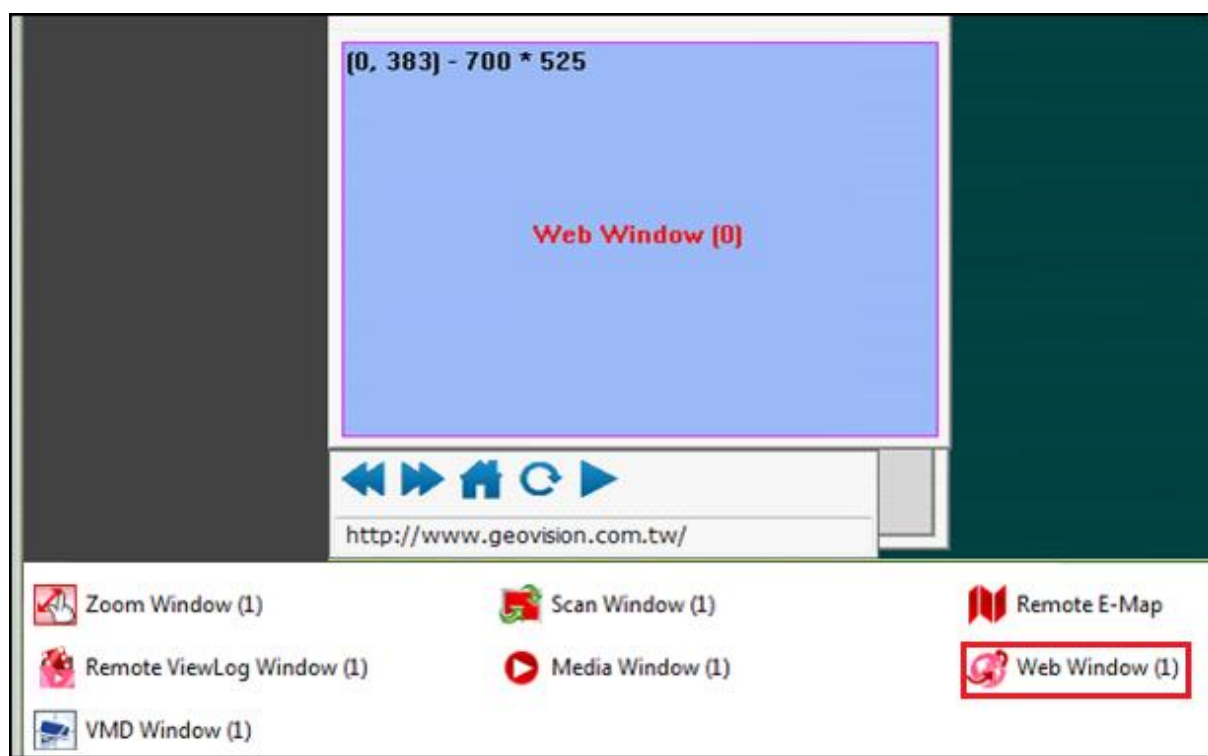 (0, 383) - 700 * 525
Web Window (0)
http://www.geovision.com.tw/
Zoom Window (1)
Scan Window (1)
Remote E-Map
Remote ViewLog Window (1)
Media Window (1)
Web Window (1)
VMD Window (1)